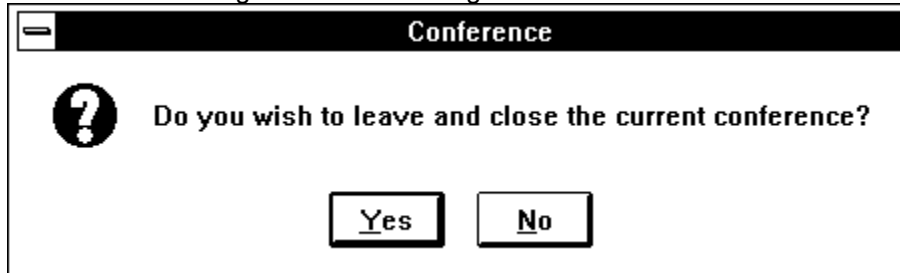 Conference
Do you wish to leave and close the current conference?
Yes No